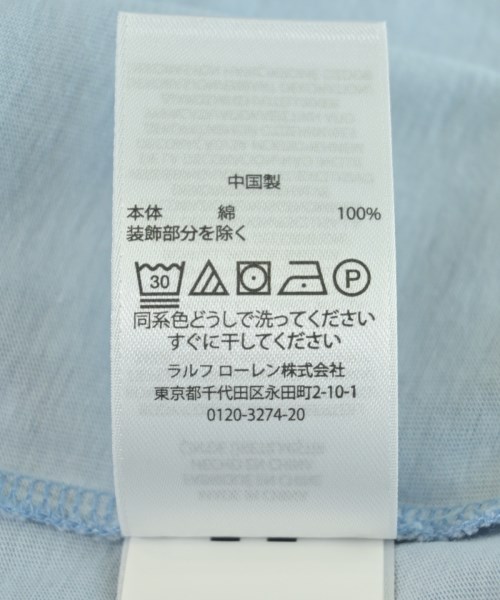 中国製
本体 綿 100%
装飾部分を除く
30 P
同系色どうしで洗ってください
すぐに干してください
ラルフ ローレン株式会社
東京都千代田区永田町2-10-1
0120-3274-20